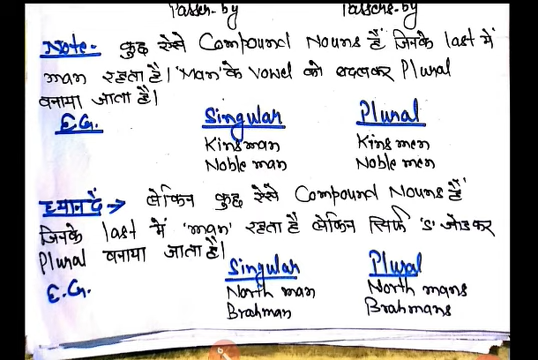 Passer-by Passers-by
Note- कुछ ऐसे Compound Nouns हैं जिनके last में
man रहता है। 'Man' के vowel को बदलकर Plural
बनाया जाता है।
E.G. Singular Plural
Kinsman Kinsmen
Noble man Noble men
ध्यान दें → लेकिन कुछ ऐसे Compound Nouns हैं
जिनके last में 'man' रहता है लेकिन सिर्फ 'S' जोड़कर
Plural बनाया जाता है।
E.G. Singular Plural
North man North mans
Brahman Brahmans